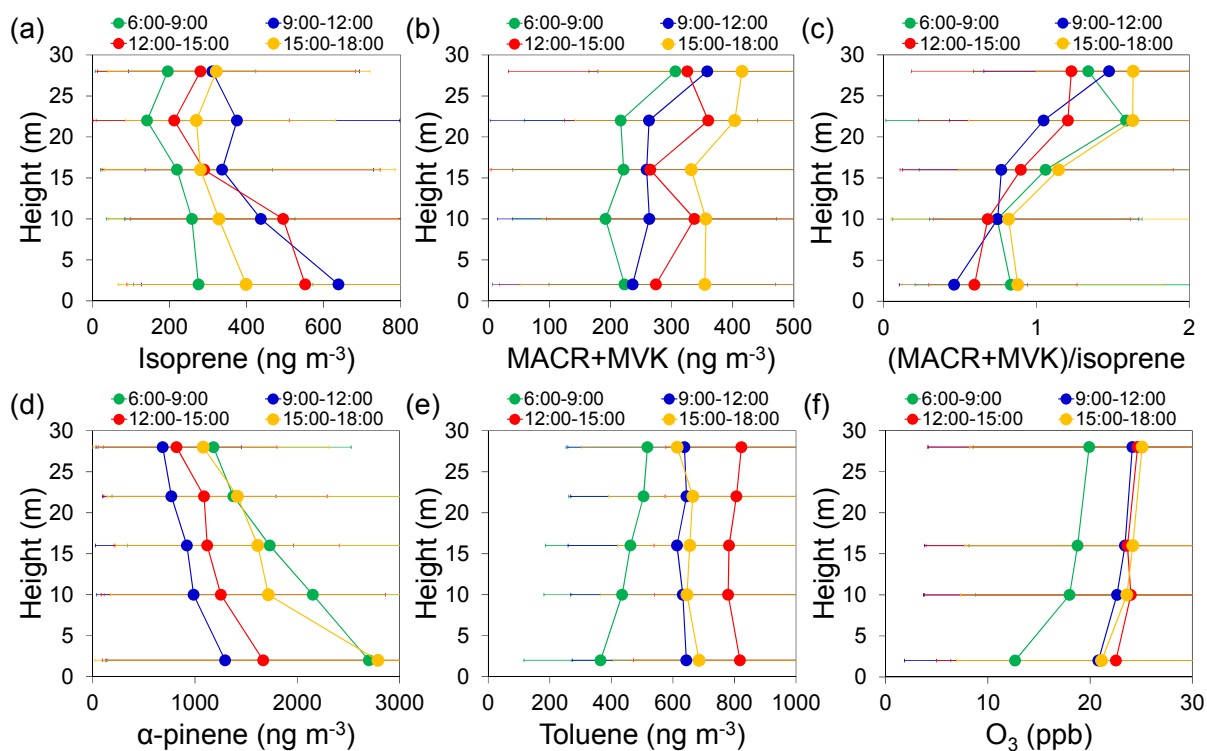 (a) 6:00-9:00 9:00-12:00
12:00-15:00 15:00-18:00
30
25
20
15
10
5
0
Height (m)
0 200 400 600 800
Isoprene (ng m-3)
(b) 6:00-9:00 9:00-12:00
12:00-15:00 15:00-18:00
30
25
20
15
10
5
0
Height (m)
0 100 200 300 400 500
MACR+MVK (ng m-3)
(c) 6:00-9:00 9:00-12:00
12:00-15:00 15:00-18:00
30
25
20
15
10
5
0
Height (m)
0 1 2
(MACR+MVK)/isoprene
(d) 6:00-9:00 9:00-12:00
12:00-15:00 15:00-18:00
30
25
20
15
10
5
0
Height (m)
0 1000 2000 3000
α-pinene (ng m-3)
(e) 6:00-9:00 9:00-12:00
12:00-15:00 15:00-18:00
30
25
20
15
10
5
0
Height (m)
0 200 400 600 800 1000
Toluene (ng m-3)
(f) 6:00-9:00 9:00-12:00
12:00-15:00 15:00-18:00
30
25
20
15
10
5
0
Height (m)
0 10 20 30
O3 (ppb)